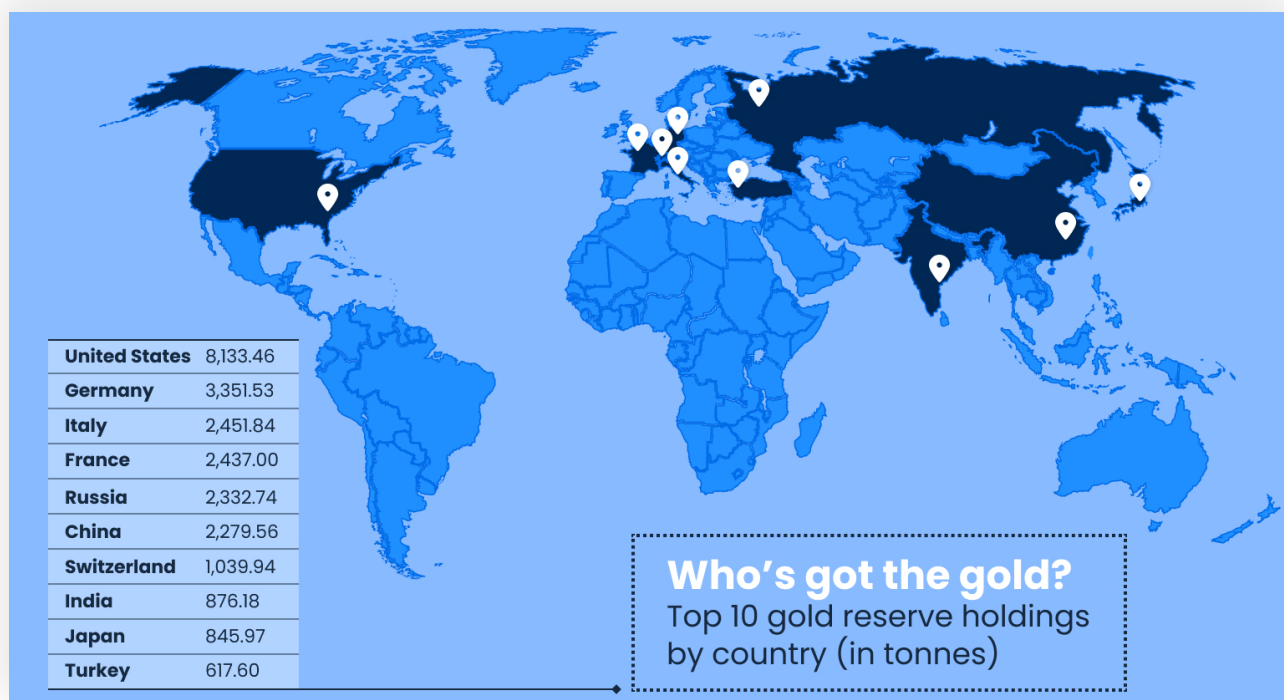 United States 8,133.46
Germany 3,351.53
Italy 2,451.84
France 2,437.00
Russia 2,332.74
China 2,279.56
Switzerland 1,039.94
India 876.18
Japan 845.97
Turkey 617.60
Who’s got the gold?
Top 10 gold reserve holdings
by country (in tonnes)